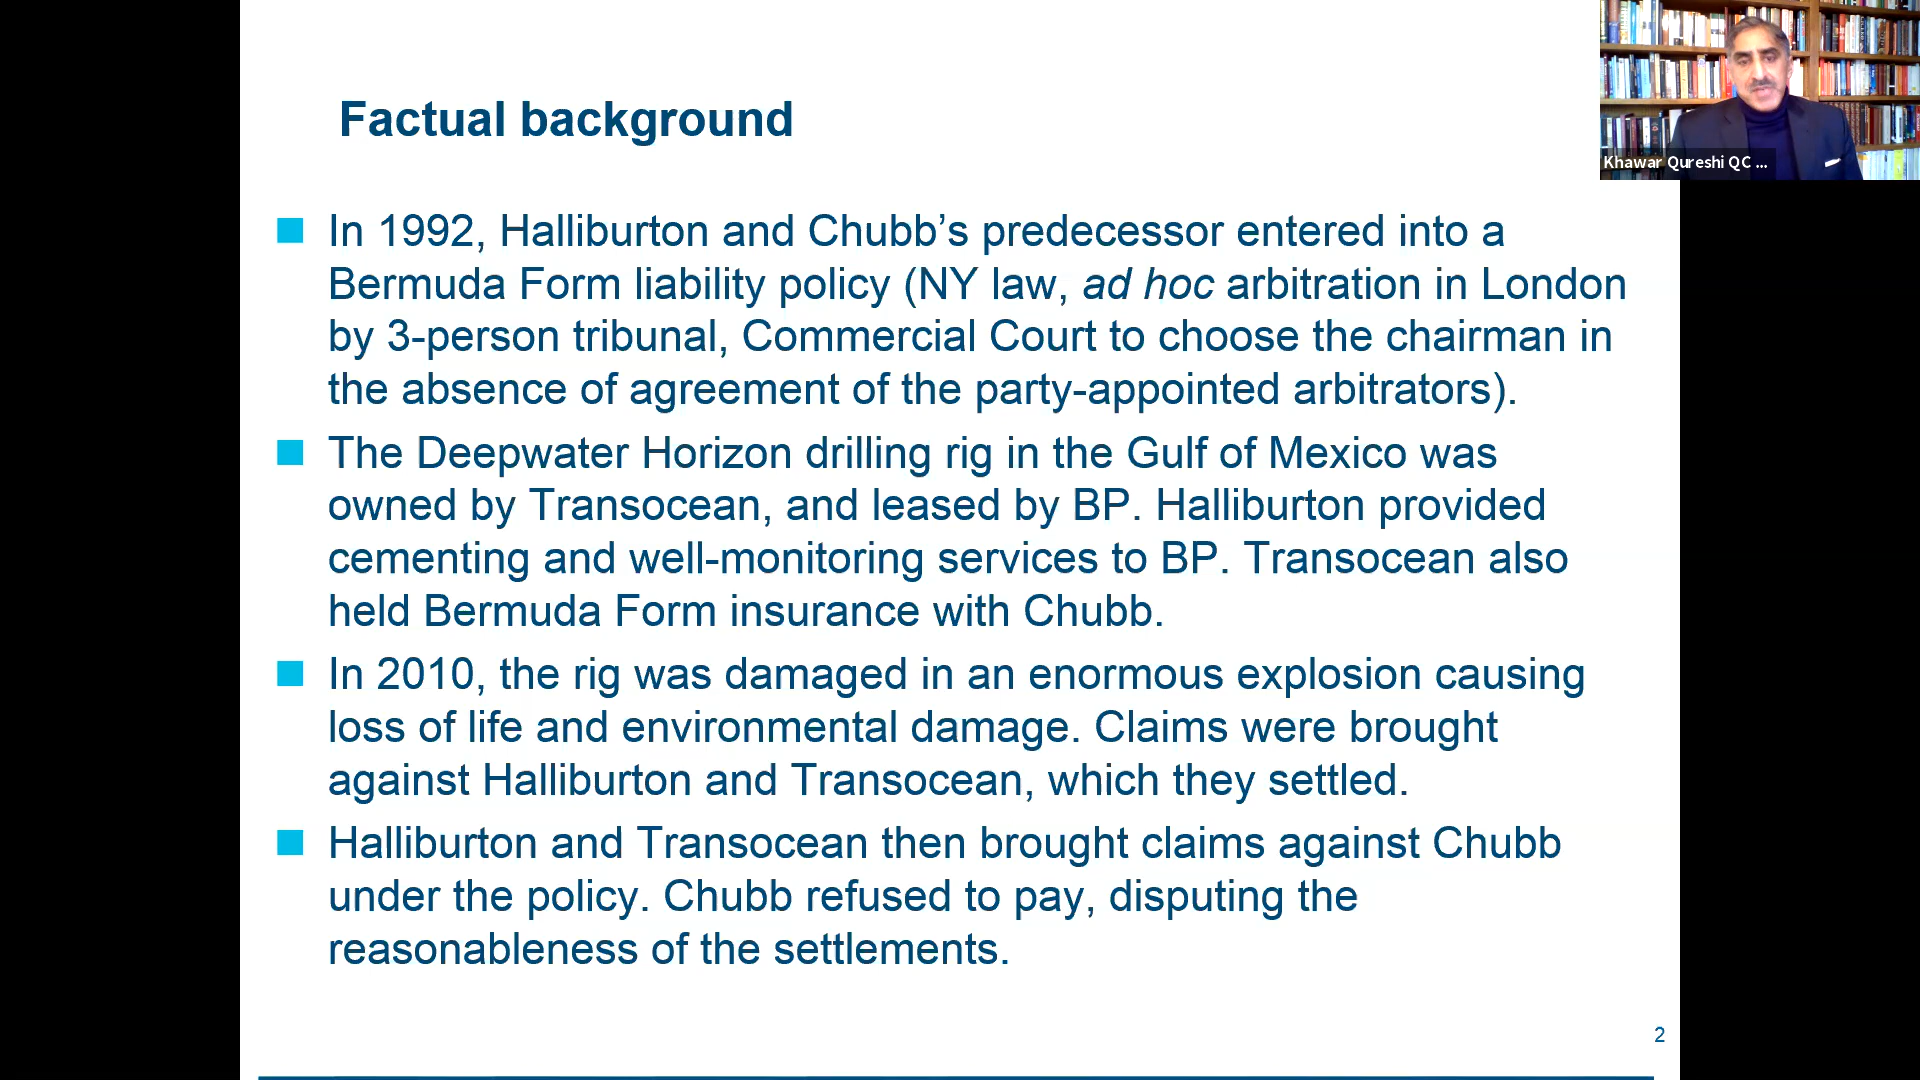 Factual background
Khawar Qureshi QC ...
In 1992, Halliburton and Chubb’s predecessor entered into a
Bermuda Form liability policy (NY law, ad hoc arbitration in London
by 3-person tribunal, Commercial Court to choose the chairman in
the absence of agreement of the party-appointed arbitrators).
The Deepwater Horizon drilling rig in the Gulf of Mexico was
owned by Transocean, and leased by BP. Halliburton provided
cementing and well-monitoring services to BP. Transocean also
held Bermuda Form insurance with Chubb.
In 2010, the rig was damaged in an enormous explosion causing
loss of life and environmental damage. Claims were brought
against Halliburton and Transocean, which they settled.
Halliburton and Transocean then brought claims against Chubb
under the policy. Chubb refused to pay, disputing the
reasonableness of the settlements.
2